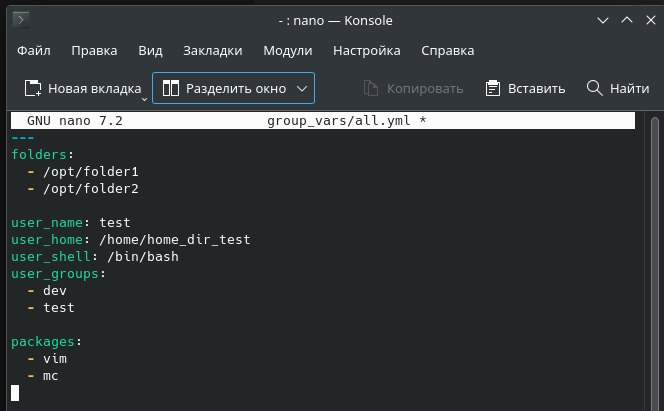 - : nano — Konsole
Файл Правка Вид Закладки Модули Настройка Справка
Новая вкладка Разделить окно Копировать Вставить Найти
GNU nano 7.2 group_vars/all.yml *
---
folders:
  - /opt/folder1
  - /opt/folder2

user_name: test
user_home: /home/home_dir_test
user_shell: /bin/bash
user_groups:
  - dev
  - test

packages:
  - vim
  - mc